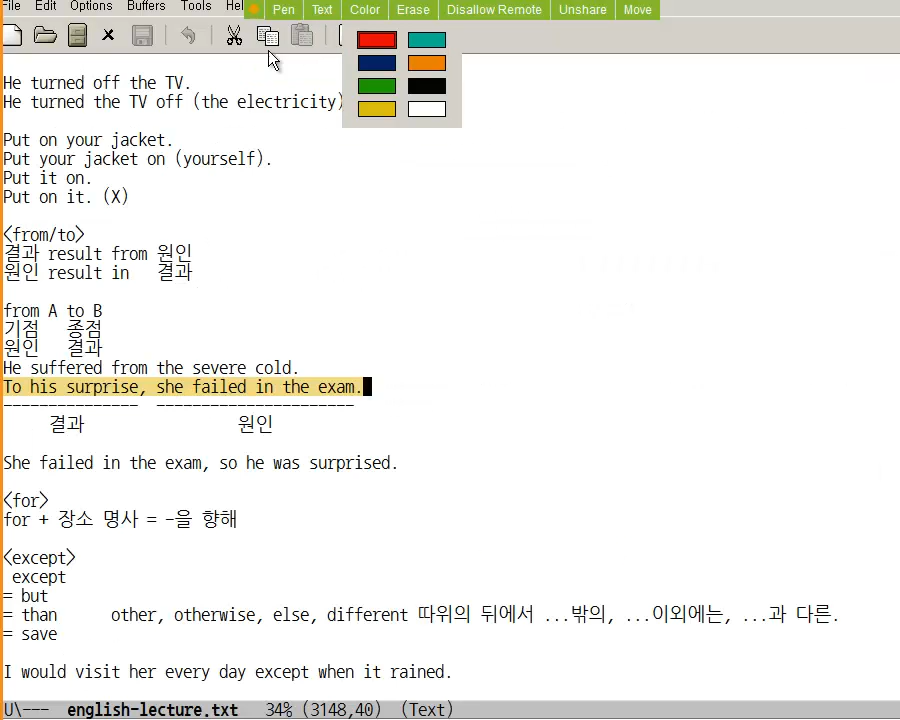 File Edit Options Buffers Tools Hel
Pen Text Color Erase Disallow Remote Unshare Move
He turned off the TV.
He turned the TV off (the electricity)
Put on your jacket.
Put your jacket on (yourself).
Put it on.
Put on it. (X)
<from/to>
결과 result from 원인
원인 result in 결과
from A to B
기점 종점
원인 결과
He suffered from the severe cold.
To his surprise, she failed in the exam.
--------------- ----------------------
결과 원인
She failed in the exam, so he was surprised.
<for>
for + 장소 명사 = -을 향해
<except>
except
= but
= than other, otherwise, else, different 따위의 뒤에서 ...밖의, ...이외에는, ...과 다른.
= save
I would visit her every day except when it rained.
U\--- english-lecture.txt 34% (3148,40) (Text)